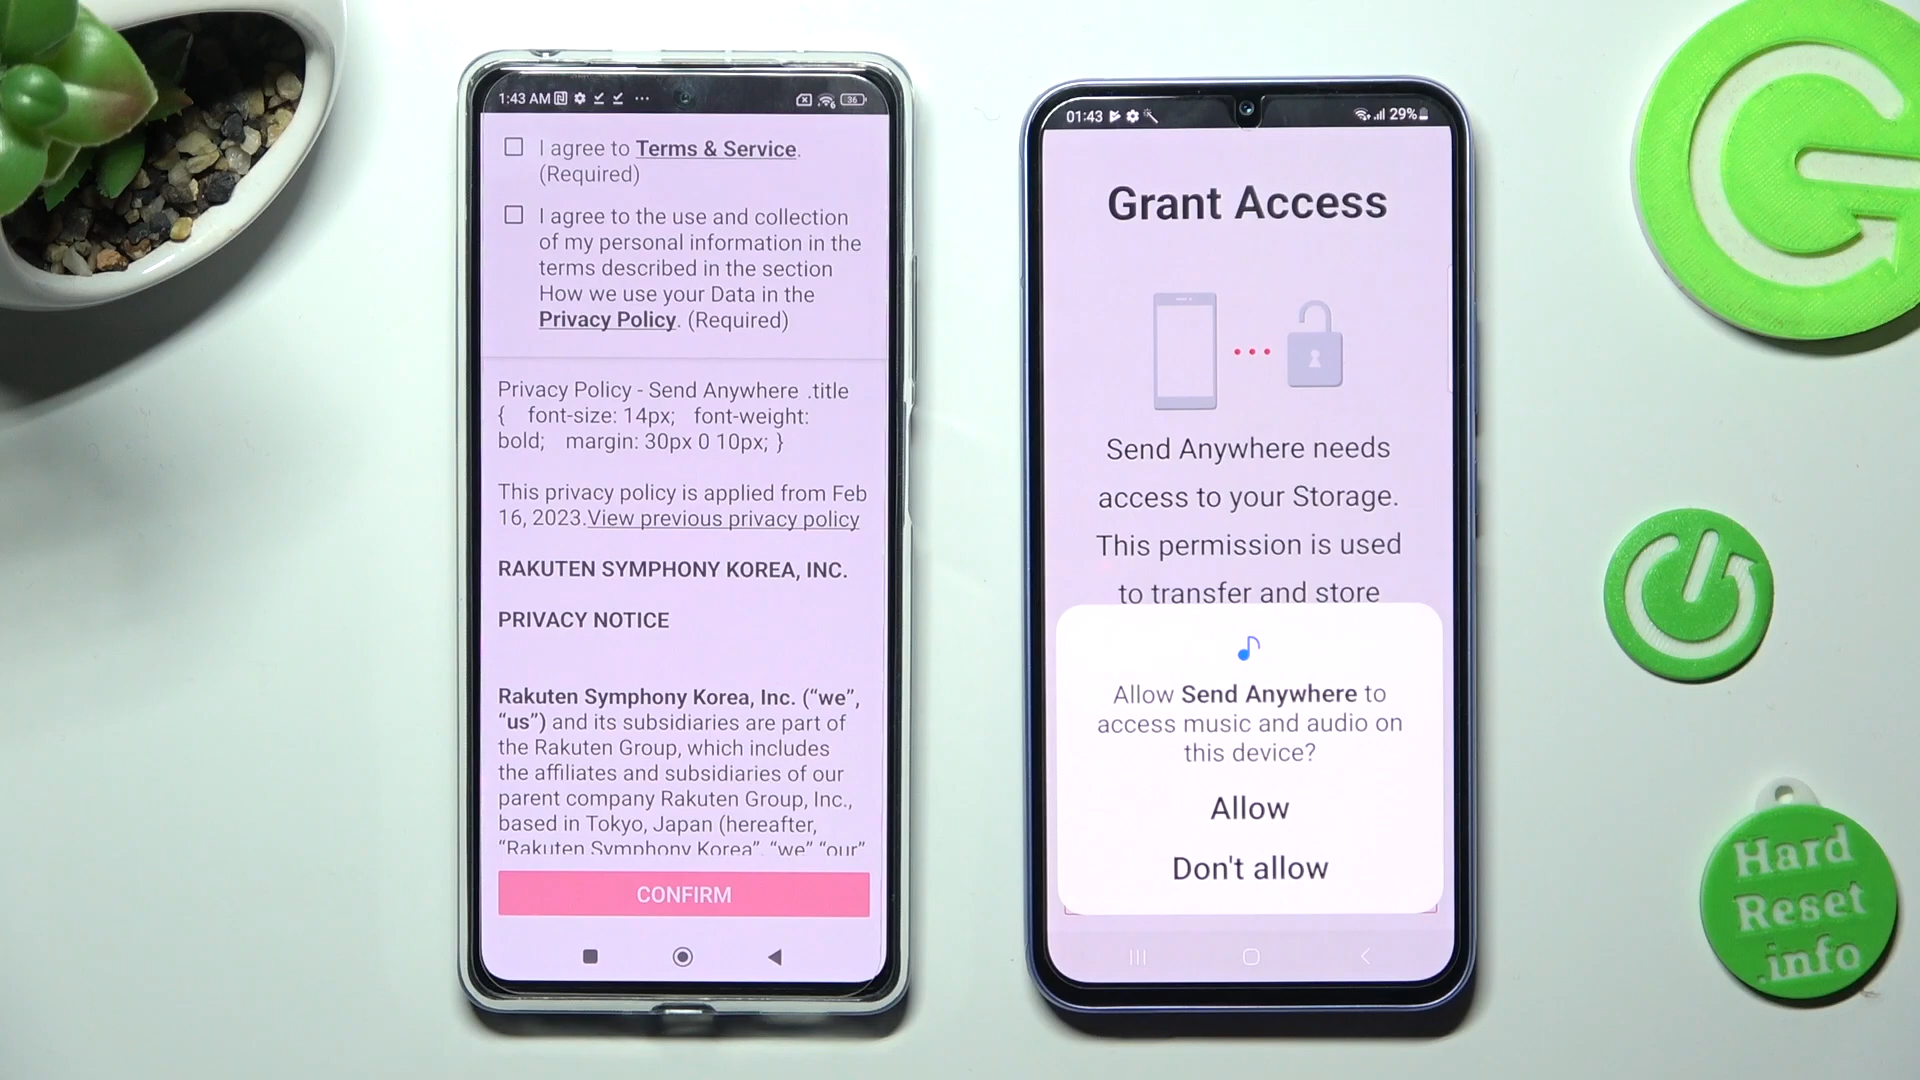 1:43 AM
36
I agree to Terms & Service.
(Required)
I agree to the use and collection
of my personal information in the
terms described in the section
How we use your Data in the
Privacy Policy. (Required)
Privacy Policy - Send Anywhere .title
{ font-size: 14px; font-weight:
bold; margin: 30px 0 10px; }
This privacy policy is applied from Feb
16, 2023.View previous privacy policy
RAKUTEN SYMPHONY KOREA, INC.
PRIVACY NOTICE
Rakuten Symphony Korea, Inc. (“we”,
“us”) and its subsidiaries are part of
the Rakuten Group, which includes
the affiliates and subsidiaries of our
parent company Rakuten Group, Inc.,
based in Tokyo, Japan (hereafter,
“Rakuten Symphony Korea”, “we” “our”
CONFIRM
01:43
29%
Grant Access
Send Anywhere needs
access to your Storage.
This permission is used
to transfer and store
Allow Send Anywhere to
access music and audio on
this device?
Allow
Don't allow
Hard
Reset
.info